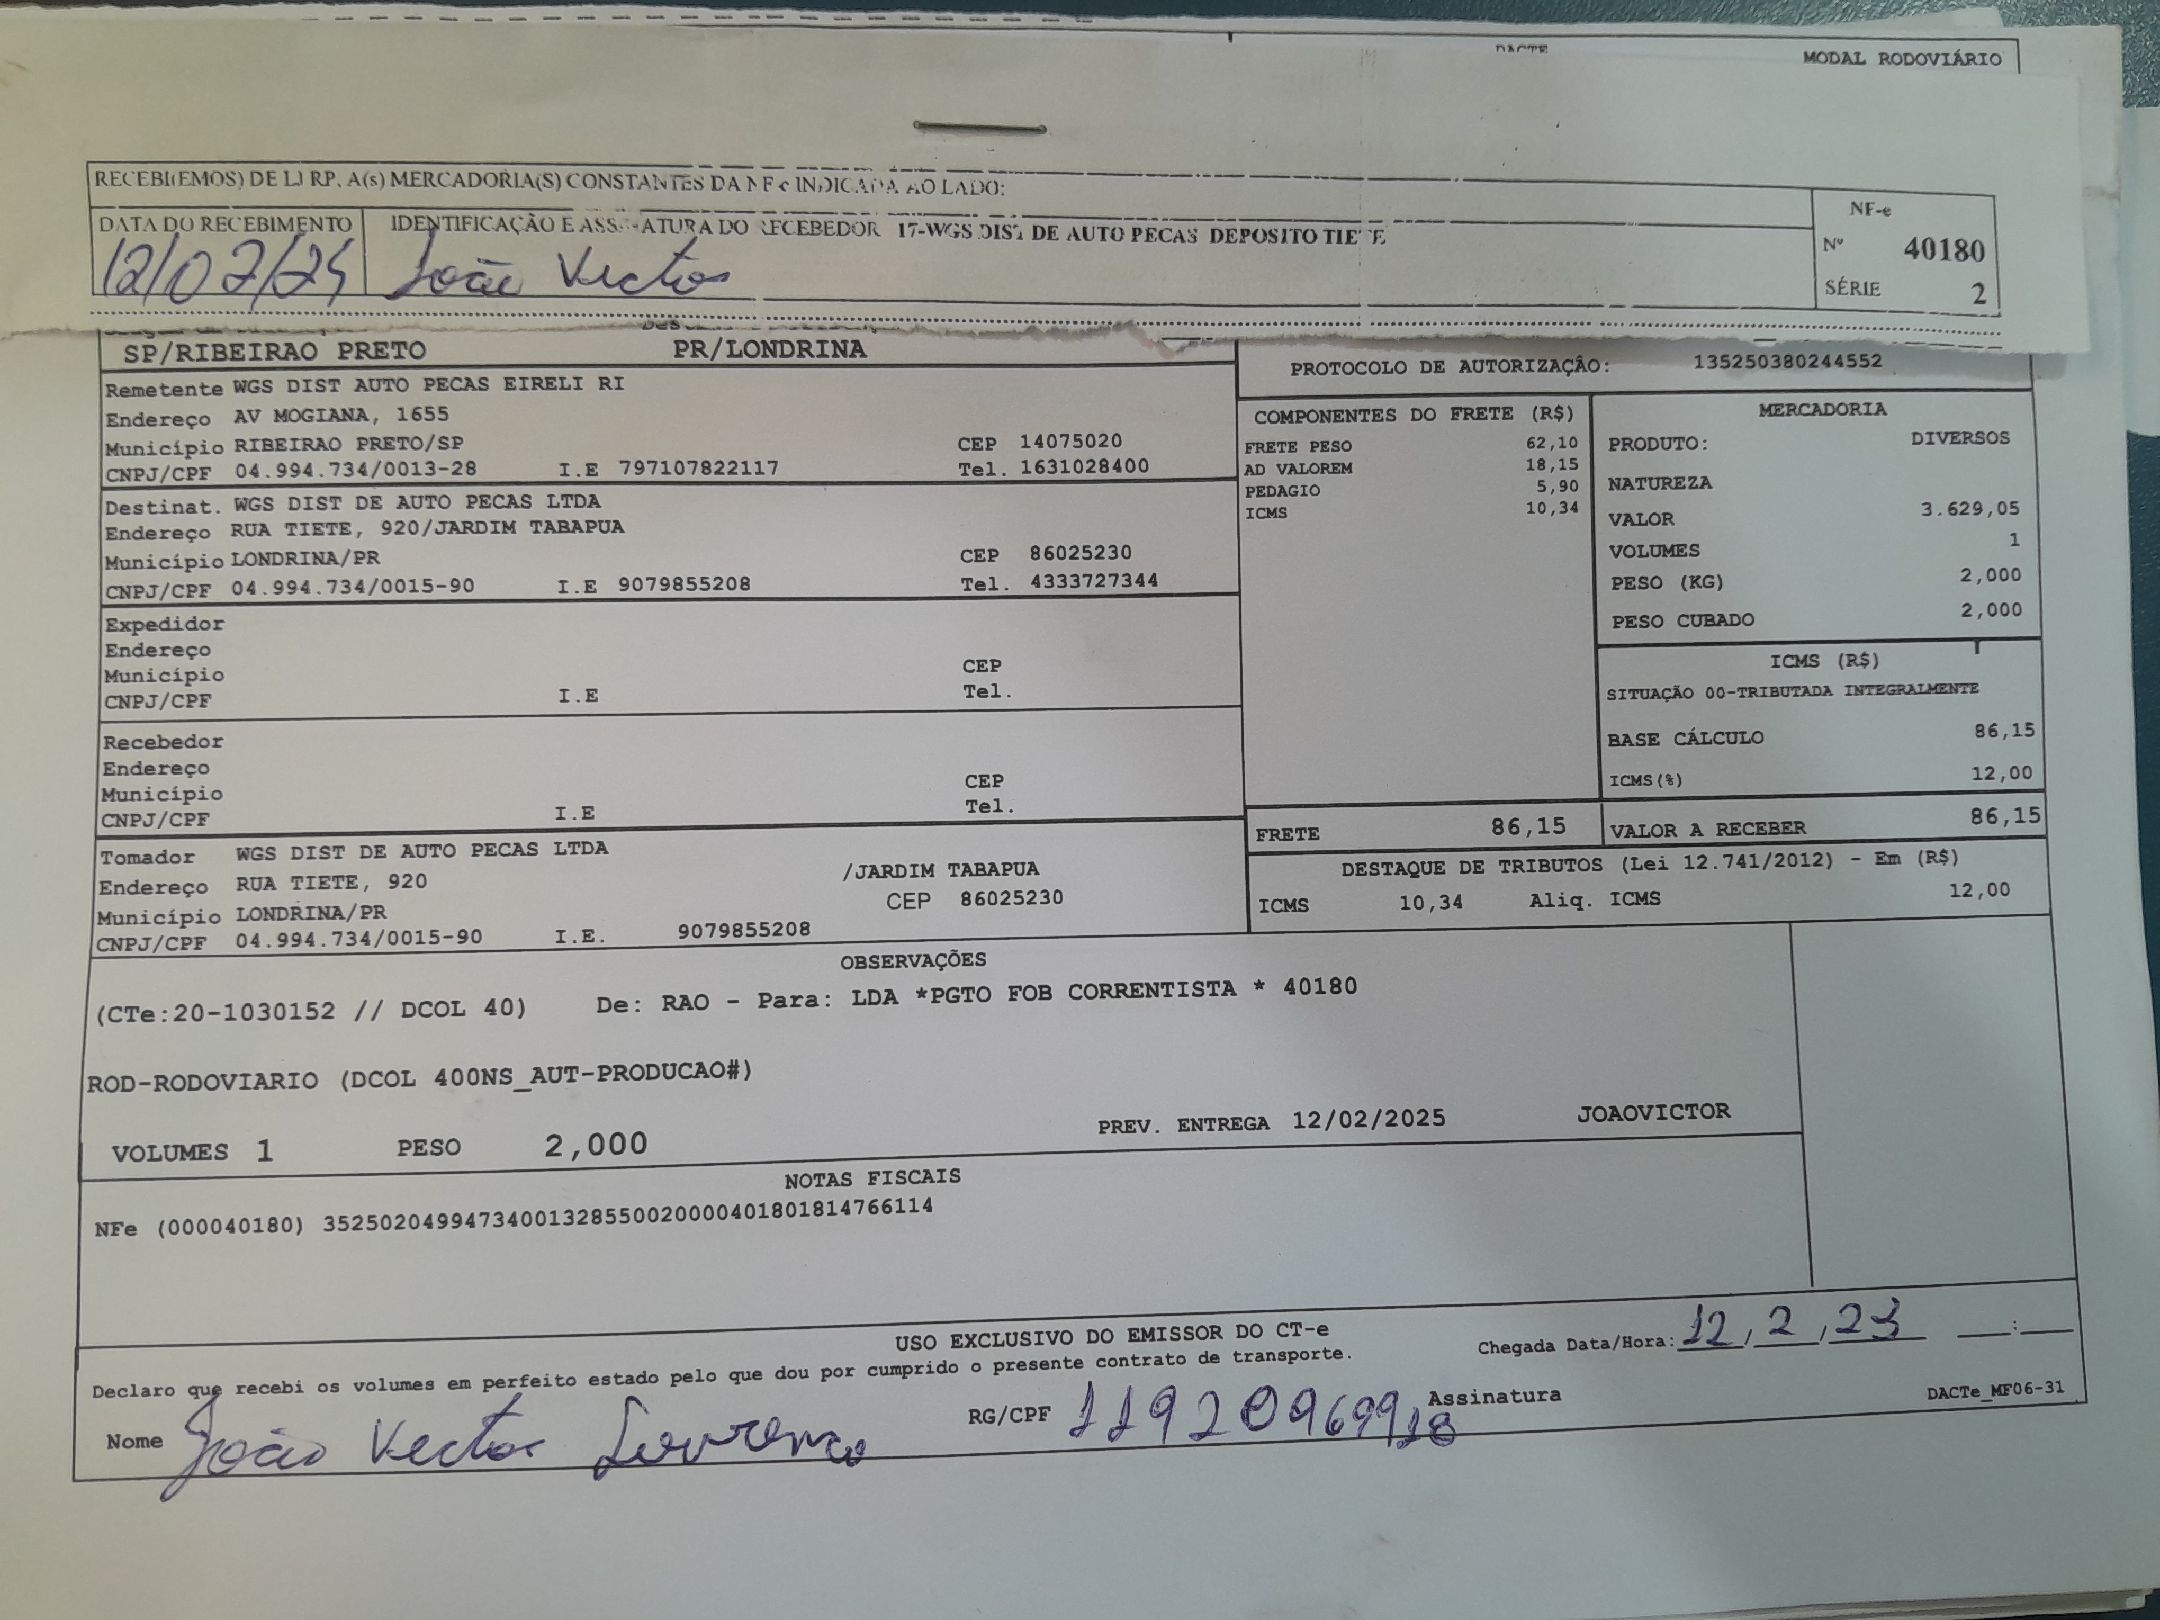 DACTE
MODAL RODOVIÁRIO
RECEBI(EMOS) DE LJ RP, A(s) MERCADORIA(S) CONSTANTES DA NF-e INDICADA AO LADO:
DATA DO RECEBIMENTO
IDENTIFICAÇÃO E ASSINATURA DO RECEBEDOR 17-WGS DIST DE AUTO PECAS DEPOSITO TIETE
12/02/25
João Victor
NF-e
Nº 40180
SÉRIE 2
SP/RIBEIRAO PRETO PR/LONDRINA
PROTOCOLO DE AUTORIZAÇÃO: 135250380244552
Remetente WGS DIST AUTO PECAS EIRELI RI
Endereço AV MOGIANA, 1655
Município RIBEIRAO PRETO/SP CEP 14075020
CNPJ/CPF 04.994.734/0013-28 I.E 797107822117 Tel. 1631028400
Destinat. WGS DIST DE AUTO PECAS LTDA
Endereço RUA TIETE, 920/JARDIM TABAPUA
Município LONDRINA/PR CEP 86025230
CNPJ/CPF 04.994.734/0015-90 I.E 9079855208 Tel. 4333727344
Expedidor
Endereço
Município CEP
CNPJ/CPF I.E Tel.
Recebedor
Endereço
Município CEP
CNPJ/CPF I.E Tel.
Tomador WGS DIST DE AUTO PECAS LTDA
Endereço RUA TIETE, 920 /JARDIM TABAPUA
Município LONDRINA/PR CEP 86025230
CNPJ/CPF 04.994.734/0015-90 I.E. 9079855208
COMPONENTES DO FRETE (R$)
FRETE PESO 62,10
AD VALOREM 18,15
PEDAGIO 5,90
ICMS 10,34
MERCADORIA
PRODUTO: DIVERSOS
NATUREZA
VALOR 3.629,05
VOLUMES 1
PESO (KG) 2,000
PESO CUBADO 2,000
ICMS (R$)
SITUAÇÃO 00-TRIBUTADA INTEGRALMENTE
BASE CÁLCULO 86,15
ICMS(%) 12,00
FRETE 86,15 VALOR A RECEBER 86,15
DESTAQUE DE TRIBUTOS (Lei 12.741/2012) - Em (R$)
ICMS 10,34 Aliq. ICMS 12,00
OBSERVAÇÕES
(CTe:20-1030152 // DCOL 40) De: RAO - Para: LDA *PGTO FOB CORRENTISTA * 40180
ROD-RODOVIARIO (DCOL 400NS_AUT-PRODUCAO#)
VOLUMES 1 PESO 2,000 PREV. ENTREGA 12/02/2025 JOAOVICTOR
NOTAS FISCAIS
NFe (000040180) 35250204994734001328550020000401801814766114
USO EXCLUSIVO DO EMISSOR DO CT-e
Chegada Data/Hora: 12/2/23 __:__
Declaro que recebi os volumes em perfeito estado pelo que dou por cumprido o presente contrato de transporte.
Nome João Victor Lourenço RG/CPF 11920969918 Assinatura
DACTe_MF06-31